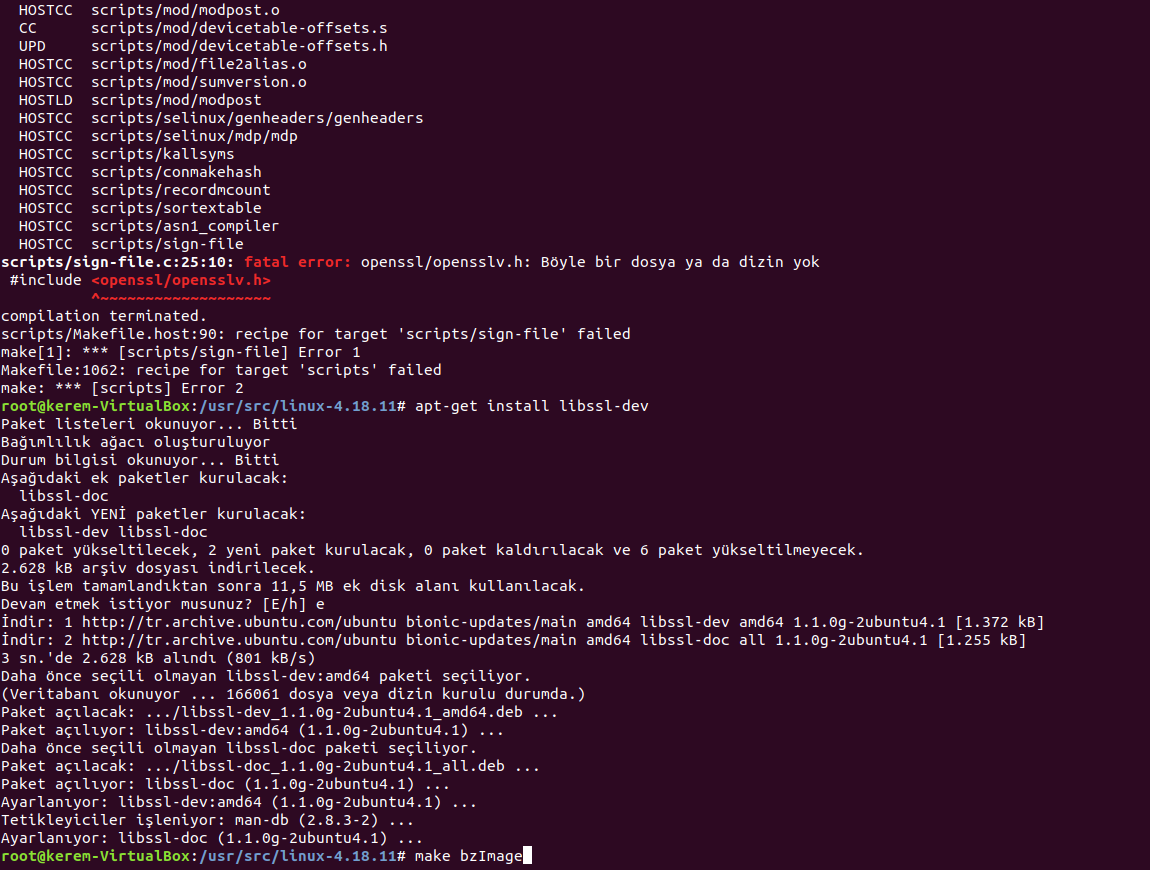 HOSTCC  scripts/mod/modpost.o
CC      scripts/mod/devicetable-offsets.s
UPD     scripts/mod/devicetable-offsets.h
HOSTCC  scripts/mod/file2alias.o
HOSTCC  scripts/mod/sumversion.o
HOSTLD  scripts/mod/modpost
HOSTCC  scripts/selinux/genheaders/genheaders
HOSTCC  scripts/selinux/mdp/mdp
HOSTCC  scripts/kallsyms
HOSTCC  scripts/conmakehash
HOSTCC  scripts/recordmcount
HOSTCC  scripts/sortextable
HOSTCC  scripts/asn1_compiler
HOSTCC  scripts/sign-file
scripts/sign-file.c:25:10: fatal error: openssl/opensslv.h: Böyle bir dosya ya da dizin yok
#include <openssl/opensslv.h>
^~~~~~~~~~~~~~~~~~~~
compilation terminated.
scripts/Makefile.host:90: recipe for target 'scripts/sign-file' failed
make[1]: *** [scripts/sign-file] Error 1
Makefile:1062: recipe for target 'scripts' failed
make: *** [scripts] Error 2
root@kerem-VirtualBox:/usr/src/linux-4.18.11# apt-get install libssl-dev
Paket listeleri okunuyor... Bitti
Bağımlılık ağacı oluşturuluyor
Durum bilgisi okunuyor... Bitti
Aşağıdaki ek paketler kurulacak:
libssl-doc
Aşağıdaki YENİ paketler kurulacak:
libssl-dev libssl-doc
0 paket yükseltilecek, 2 yeni paket kurulacak, 0 paket kaldırılacak ve 6 paket yükseltilmeyecek.
2.628 kB arşiv dosyası indirilecek.
Bu işlem tamamlandıktan sonra 11,5 MB ek disk alanı kullanılacak.
Devam etmek istiyor musunuz? [E/h] e
İndir: 1 http://tr.archive.ubuntu.com/ubuntu bionic-updates/main amd64 libssl-dev amd64 1.1.0g-2ubuntu4.1 [1.372 kB]
İndir: 2 http://tr.archive.ubuntu.com/ubuntu bionic-updates/main amd64 libssl-doc all 1.1.0g-2ubuntu4.1 [1.255 kB]
3 sn.'de 2.628 kB alındı (801 kB/s)
Daha önce seçili olmayan libssl-dev:amd64 paketi seçiliyor.
(Veritabanı okunuyor ... 166061 dosya veya dizin kurulu durumda.)
Paket açılacak: .../libssl-dev_1.1.0g-2ubuntu4.1_amd64.deb ...
Paket açılıyor: libssl-dev:amd64 (1.1.0g-2ubuntu4.1) ...
Daha önce seçili olmayan libssl-doc paketi seçiliyor.
Paket açılacak: .../libssl-doc_1.1.0g-2ubuntu4.1_all.deb ...
Paket açılıyor: libssl-doc (1.1.0g-2ubuntu4.1) ...
Ayarlanıyor: libssl-dev:amd64 (1.1.0g-2ubuntu4.1) ...
Tetikleyiciler işleniyor: man-db (2.8.3-2) ...
Ayarlanıyor: libssl-doc (1.1.0g-2ubuntu4.1) ...
root@kerem-VirtualBox:/usr/src/linux-4.18.11# make bzImage